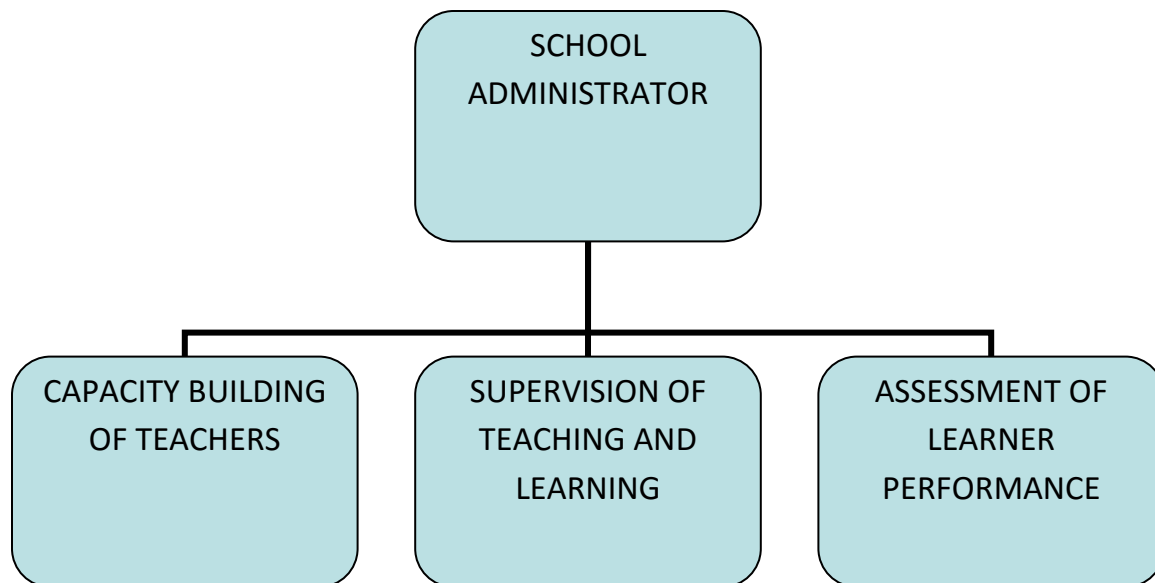 SCHOOL
ADMINISTRATOR
CAPACITY BUILDING
OF TEACHERS
SUPERVISION OF
TEACHING AND
LEARNING
ASSESSMENT OF
LEARNER
PERFORMANCE